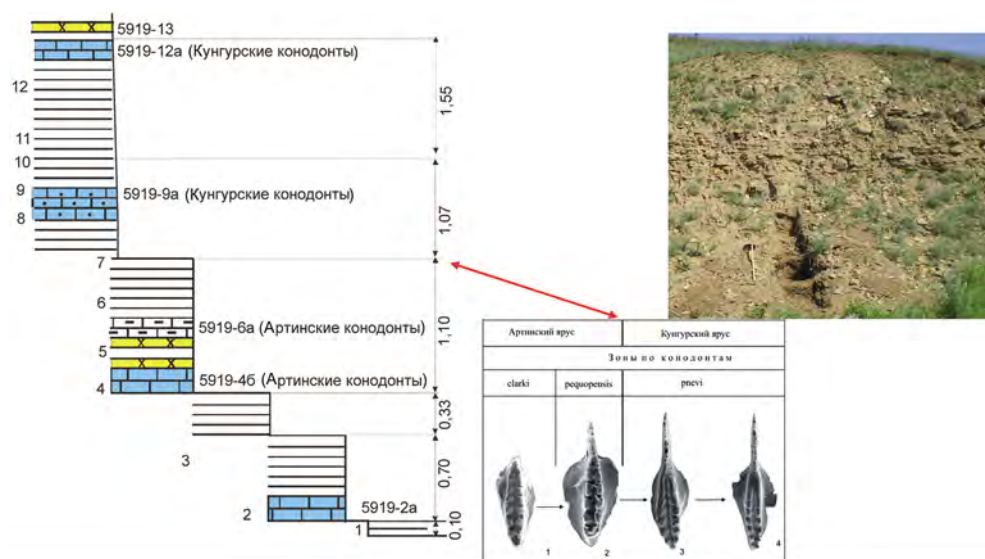 5919-13
5919-12а (Кунгурские конодонты)
12
1,55
11
10
9
5919-9а (Кунгурские конодонты)
8
1,07
7
6
5919-6а (Артинские конодонты)
1,10
5
5919-4б (Артинские конодонты)
4
0,33
3
0,70
2
5919-2а
1
0,10
Артинский ярус
Кунгурский ярус
Зоны по конодонтам
clarki
pequopensis
pnevi
1
2
3
4